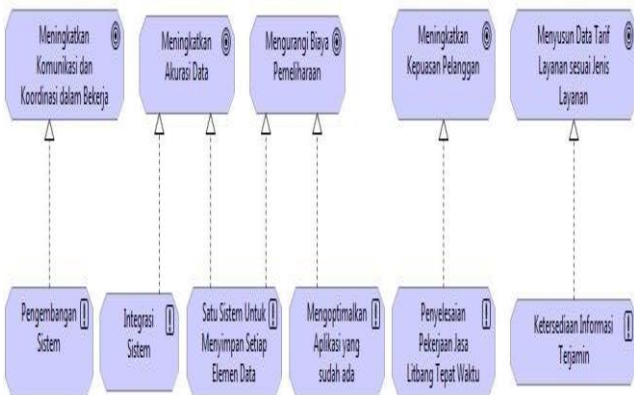 Meningkatkan
Komunikasi dan
Koordinasi dalam Bekerja
Meningkatkan
Akurasi Data
Mengurangi Biaya
Pemeliharaan
Meningkatkan
Kepuasan Pelanggan
Menyusun Data Tarif
Layanan sesuai Jenis
Layanan
Pengembangan
Sistem
Integrasi
Sistem
Satu Sistem Untuk
Menyimpan Setiap
Elemen Data
Mengoptimalkan
Aplikasi yang
sudah ada
Penyelesaian
Pekerjaan Jasa
Litbang Tepat Waktu
Ketersediaan Informasi
Terjamin